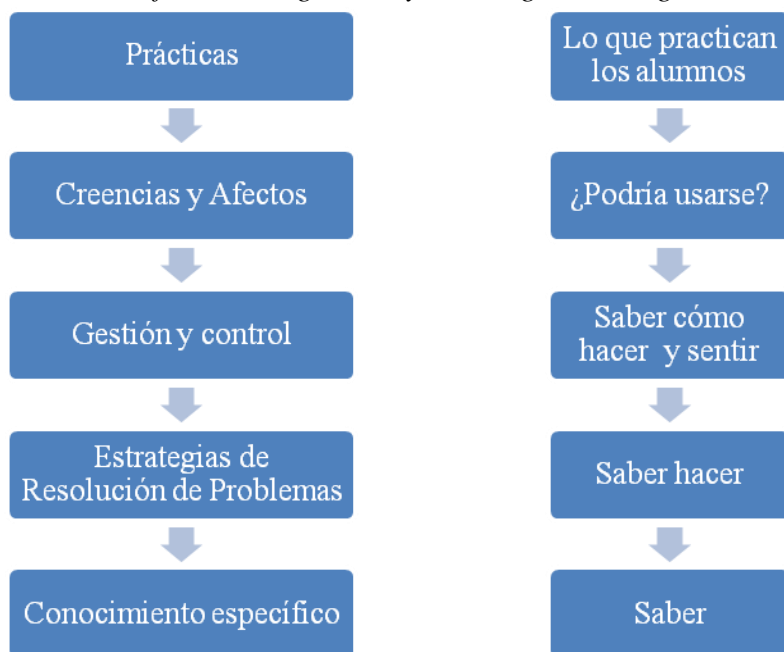 Prácticas
Creencias y Afectos
Gestión y control
Estrategias de
Resolución de Problemas
Conocimiento específico
Lo que practican
los alumnos
¿Podría usarse?
Saber cómo
hacer y sentir
Saber hacer
Saber